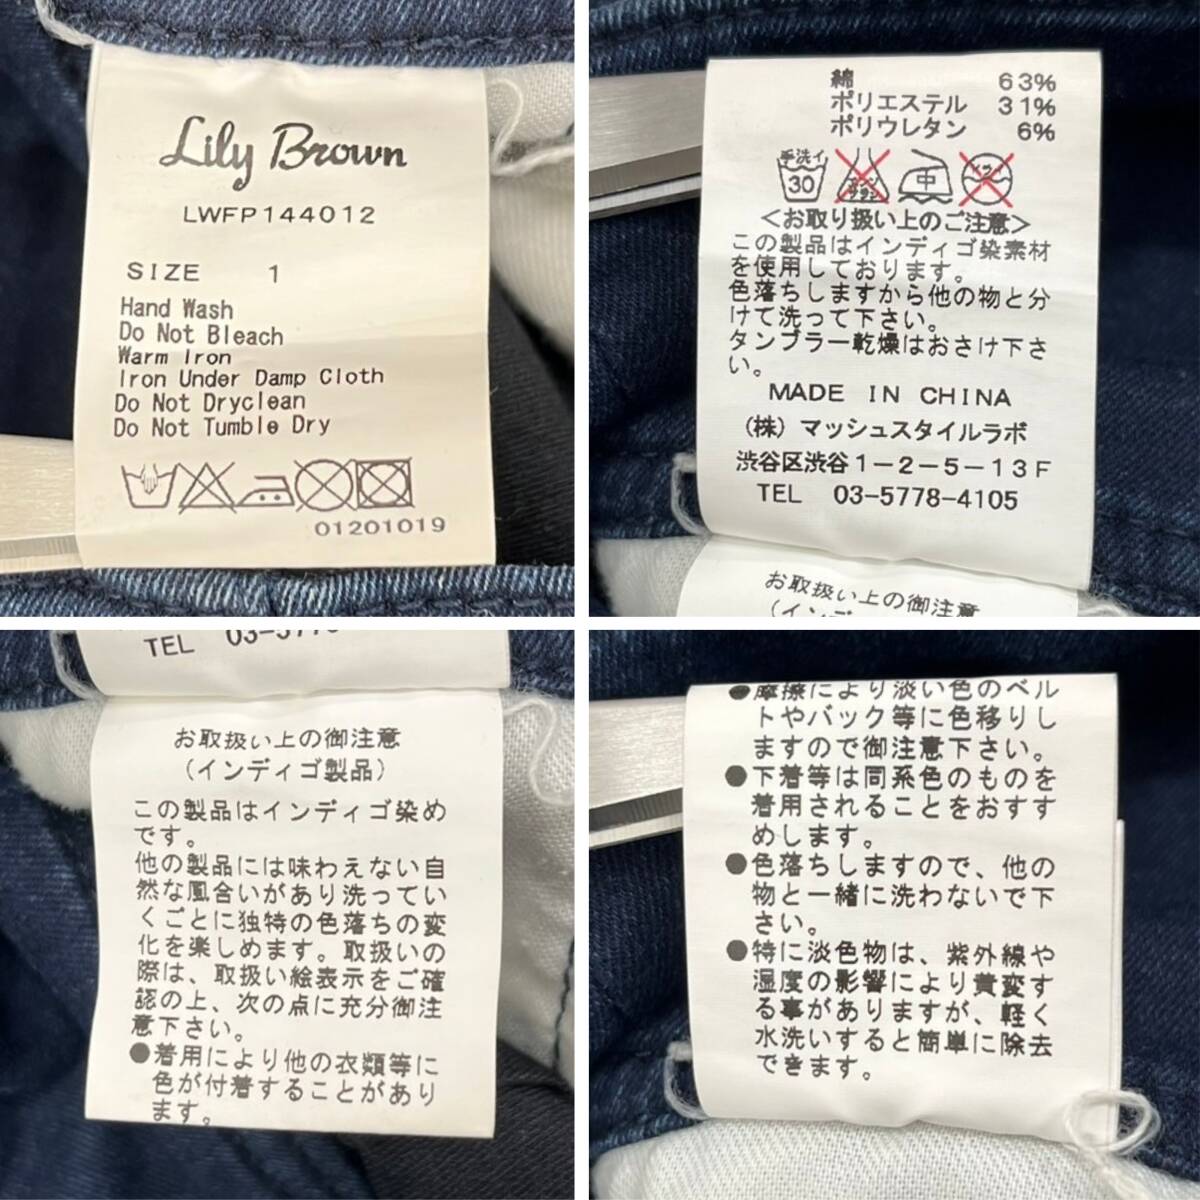 Lily Brown
LWFP144012
SIZE 1
Hand Wash
Do Not Bleach
Warm Iron
Iron Under Damp Cloth
Do Not Dryclean
Do Not Tumble Dry
01201019
綿 63%
ポリエステル 31%
ポリウレタン 6%
手洗イ
30
エンソ
サラシ
中
ドライ
<お取り扱い上のご注意>
この製品はインディゴ染素材
を使用しております。
色落ちしますから他の物と分
けて洗って下さい。
タンブラー乾燥はおさけ下さ
い。
MADE IN CHINA
(株) マッシュスタイルラボ
渋谷区渋谷1-2-5-13F
TEL 03-5778-4105
お取扱い上の御注意
TEL 03-5778
お取扱い上の御注意
(インディゴ製品)
この製品はインディゴ染め
です。
他の製品には味わえない自
然な風合いがあり洗ってい
くごとに独特の色落ちの変
化を楽しめます。取扱いの
際は、取扱い絵表示をご確
認の上、次の点に充分御注
意下さい。
●着用により他の衣類等に
色が付着することがあり
ます。
●摩擦により淡い色のベル
トやバック等に色移りし
ますので御注意下さい。
●下着等は同系色のものを
着用されることをおすす
めします。
●色落ちしますので、他の
物と一緒に洗わないで下
さい。
●特に淡色物は、紫外線や
湿度の影響により黄変す
る事がありますが、軽く
水洗いすると簡単に除去
できます。